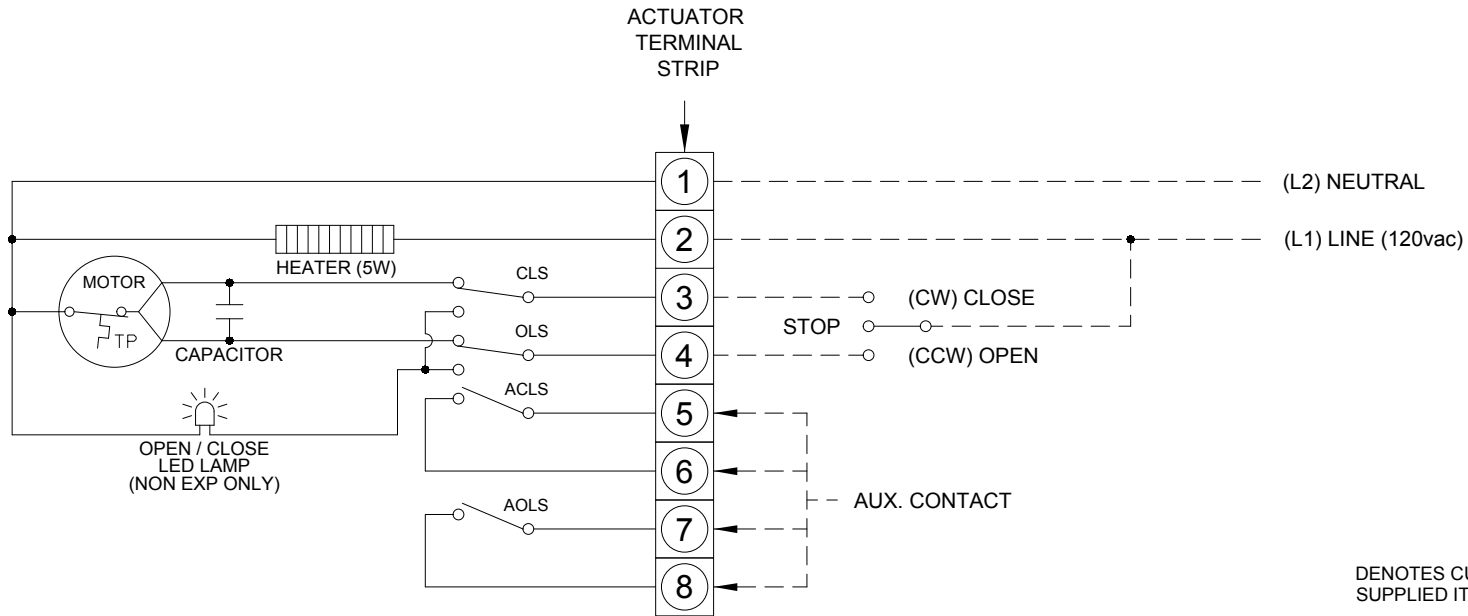 ACTUATOR
TERMINAL
STRIP
1
(L2) NEUTRAL
2
(L1) LINE (120vac)
HEATER (5W)
MOTOR
TP
CAPACITOR
CLS
3
(CW) CLOSE
STOP
OLS
4
(CCW) OPEN
ACLS
5
OPEN / CLOSE
LED LAMP
(NON EXP ONLY)
6
AUX. CONTACT
AOLS
7
8
DENOTES
SUPPLIED